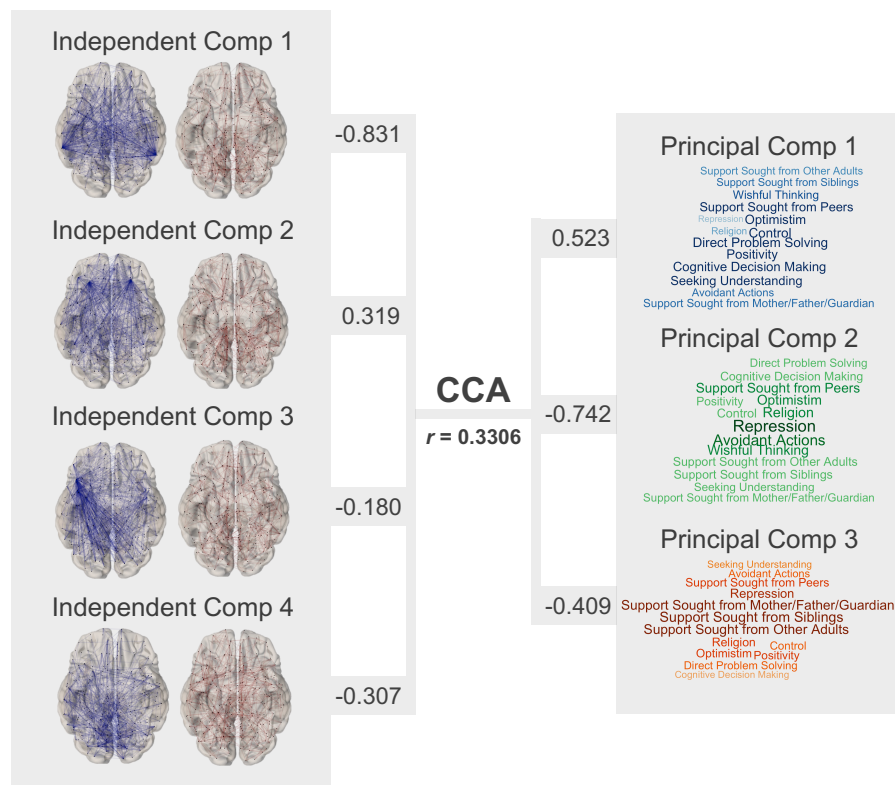 Independent Comp 1
-0.831
Independent Comp 2
0.319
Independent Comp 3
-0.180
Independent Comp 4
-0.307
CCA
r = 0.3306
0.523
-0.742
-0.409
Principal Comp 1
Support Sought from Other Adults
Support Sought from Siblings
Wishful Thinking
Support Sought from Peers
Repression Optimistim
Religion Control
Direct Problem Solving
Positivity
Cognitive Decision Making
Seeking Understanding
Avoidant Actions
Support Sought from Mother/Father/Guardian
Principal Comp 2
Direct Problem Solving
Cognitive Decision Making
Support Sought from Peers
Positivity Optimistim
Control Religion
Repression
Avoidant Actions
Wishful Thinking
Support Sought from Other Adults
Support Sought from Siblings
Seeking Understanding
Support Sought from Mother/Father/Guardian
Principal Comp 3
Seeking Understanding
Avoidant Actions
Support Sought from Peers
Repression
Support Sought from Mother/Father/Guardian
Support Sought from Siblings
Support Sought from Other Adults
Religion Control
Optimistim Positivity
Direct Problem Solving
Cognitive Decision Making